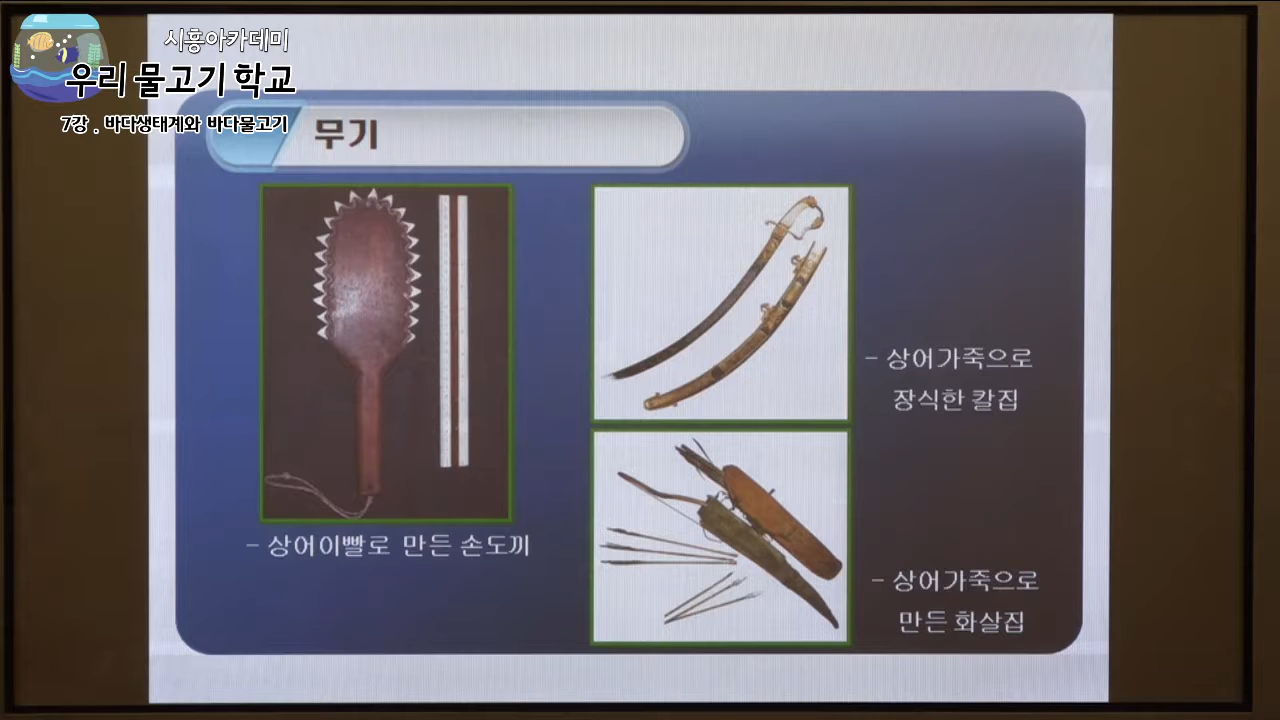 시흥아카데미
우리 물고기 학교
7강 . 바다생태계와 바다물고기
무기
- 상어이빨로 만든 손도끼
- 상어가죽으로
장식한 칼집
- 상어가죽으로
만든 화살집